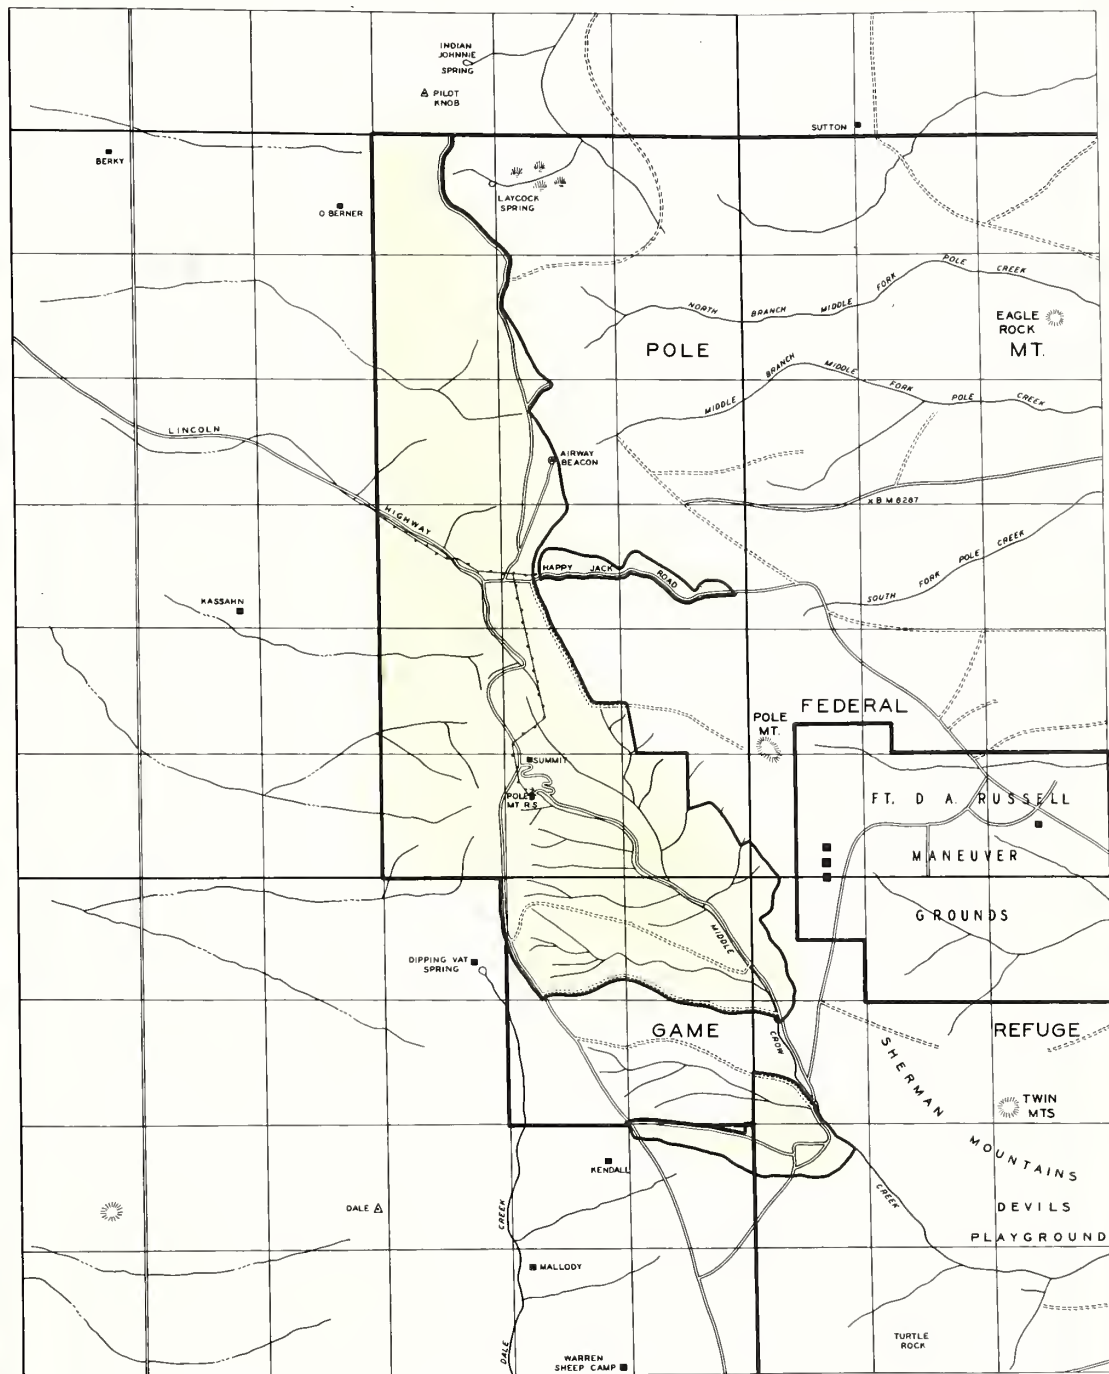 INDIAN
JOHNNIE
SPRING
PILOT
KNOB
SUTTON
BERKY
O BERNER
LAYCOCK
SPRING
NORTH BRANCH MIDDLE FORK POLE CREEK
EAGLE
ROCK
POLE MT.
MIDDLE BRANCH MIDDLE FORK POLE CREEK
LINCOLN HIGHWAY
AIRWAY
BEACON
X B M 8287
HAPPY JACK ROAD
SOUTH FORK POLE CREEK
KASSAHN
FEDERAL
POLE
MT.
SUMMIT
POLE
MT. R.S.
FT. D. A. RUSSELL
MANEUVER
GROUNDS
MIDDLE CROW CREEK
DIPPING VAT
SPRING
GAME REFUGE
SHERMAN MOUNTAINS
TWIN
MTS
KENDALL
DALE
DEVILS
PLAYGROUND
DALE CREEK
MALLODY
TURTLE
ROCK
WARREN
SHEEP CAMP